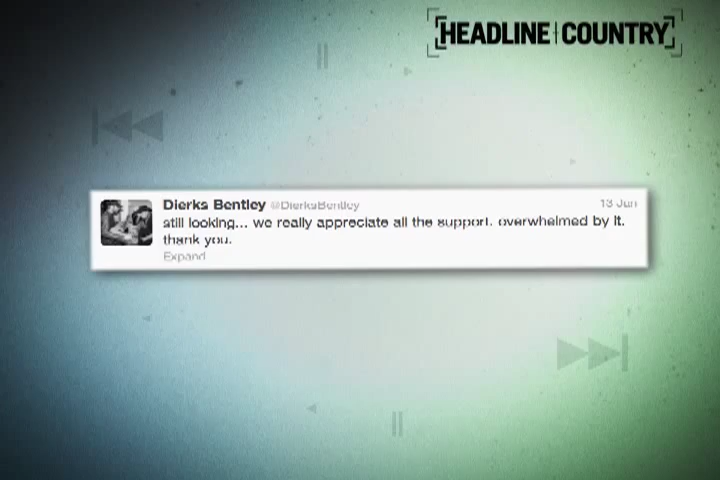 HEADLINE COUNTRY
Dierks Bentley @DierksBentley 13 Jun
still looking... we really appreciate all the support. overwhelmed by it.
thank you.
Expand